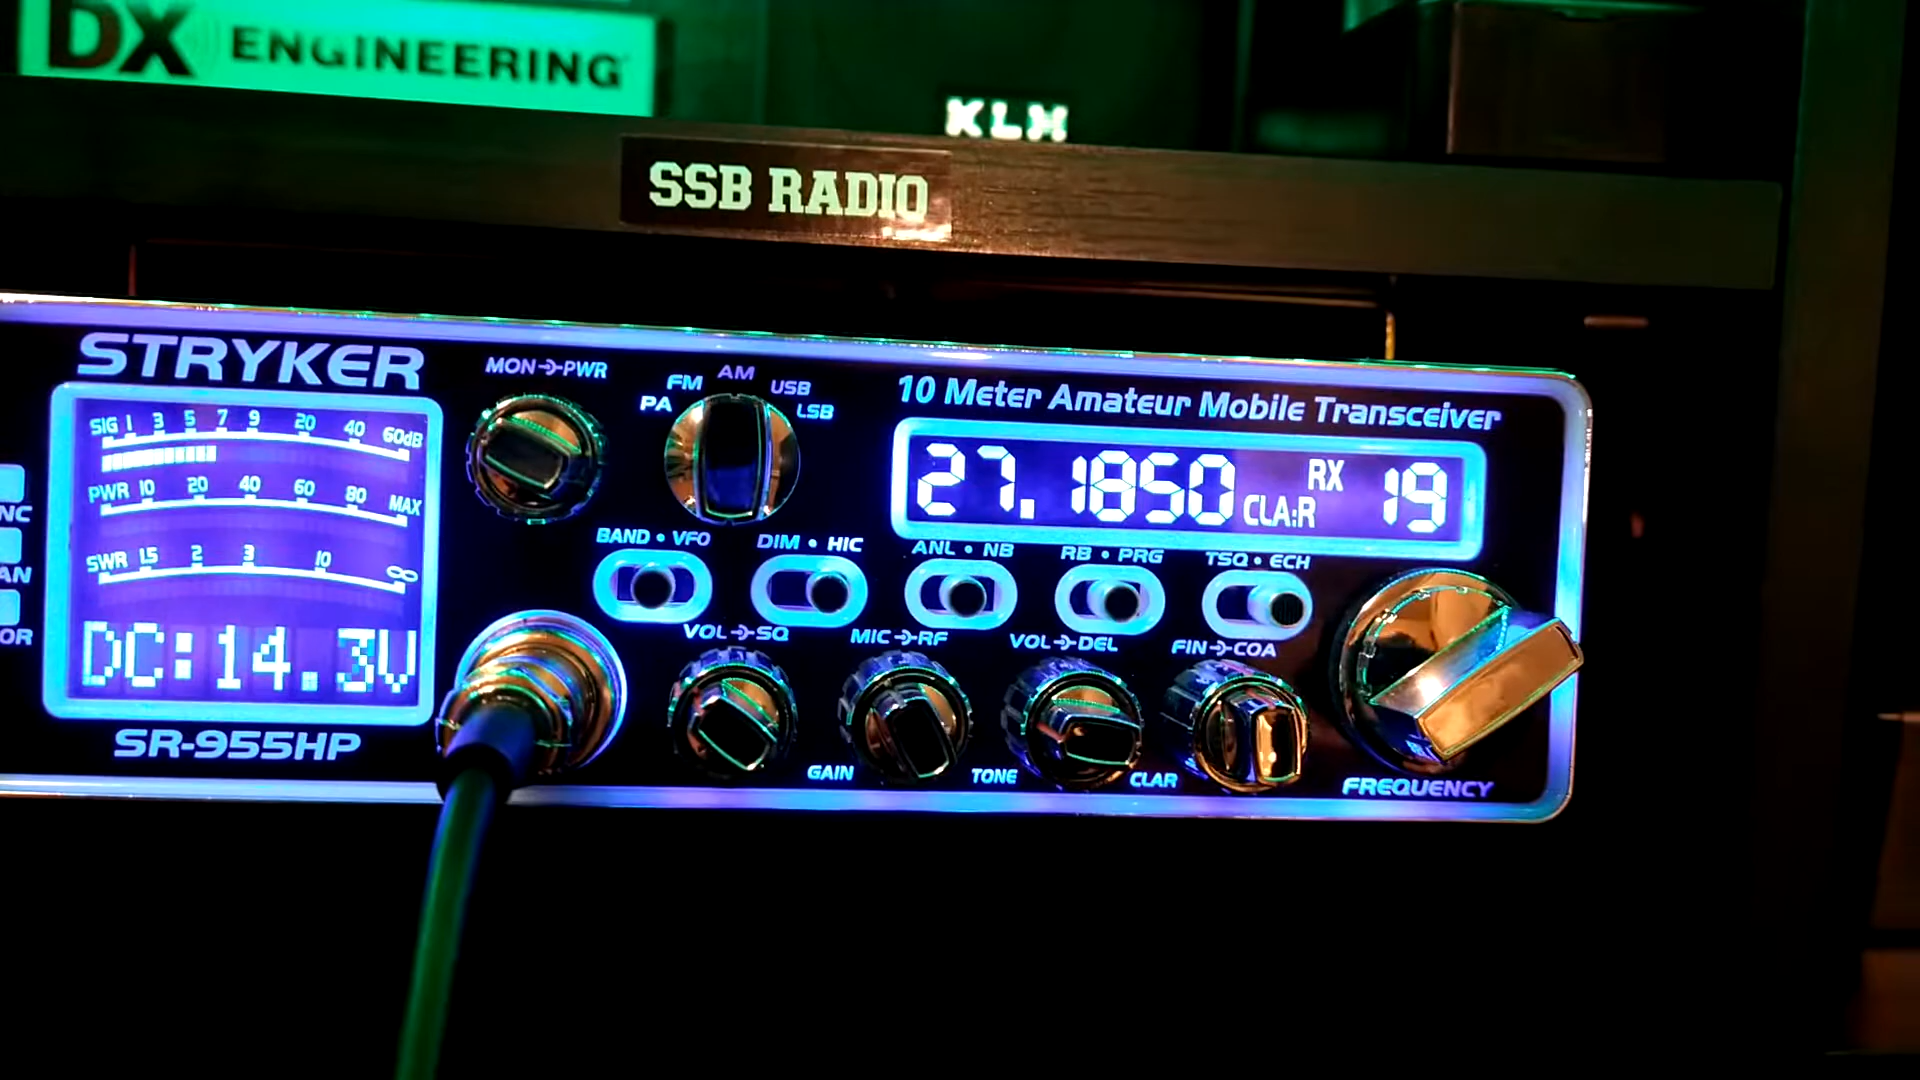 DX ENGINEERING
KLM
SSB RADIO
STRYKER
SIG 1 3 5 7 9 20 40 60dB
PWR 10 20 40 60 80 MAX
SWR 1.5 2 3 10 ∞
DC:14.3V
SR-955HP
NC
AN
OR
MON PWR
PA FM AM USB LSB
10 Meter Amateur Mobile Transceiver
27.1850 CLA:R RX 19
BAND • VFO
DIM • HIC
ANL • NB
RB • PRG
TSQ • ECH
VOL SQ
MIC RF
VOL DEL
FIN COA
GAIN
TONE
CLAR
FREQUENCY